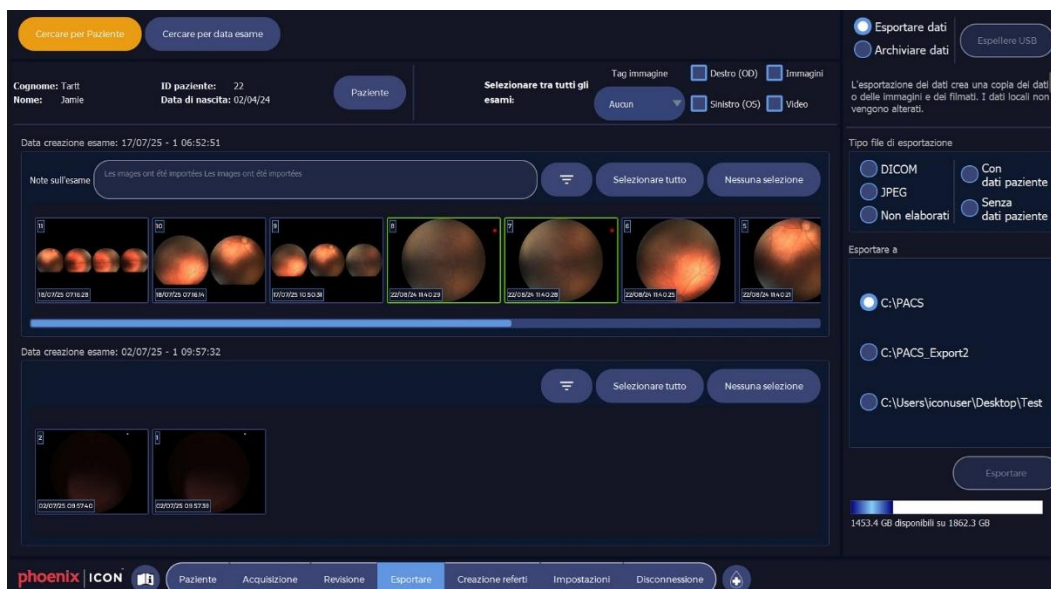 Cercare per Paziente
Cercare per data esame
Cognome: Tartt
Nome: Jamie
ID paziente: 22
Data di nascita: 02/04/24
Paziente
Selezionare tra tutti gli
esami:
Tag immagine
Aucun
Destro (OD)
Immagini
Sinistro (OS)
Video
Data creazione esame: 17/07/25 - 1 06:52:51
Note sull'esame
Les images ont été importées Les images ont été importées
Selezionare tutto
Nessuna selezione
11
18/07/25 07:16:28
10
18/07/25 07:16:14
9
17/07/25 10:50:31
8
22/08/24 11:40:29
7
22/08/24 11:40:28
6
22/08/24 11:40:25
5
22/08/24 11:40:21
Data creazione esame: 02/07/25 - 1 09:57:32
Selezionare tutto
Nessuna selezione
2
02/07/25 09:57:40
1
02/07/25 09:57:39
Esportare dati
Archiviare dati
Espellere USB
L'esportazione dei dati crea una copia dei dati
o delle immagini e dei filmati. I dati locali non
vengono alterati.
Tipo file di esportazione
DICOM
JPEG
Non elaborati
Con
dati paziente
Senza
dati paziente
Esportare a
C:\PACS
C:\PACS_Export2
C:\Users\iconuser\Desktop\Test
Esportare
1453.4 GB disponibili su 1862.3 GB
phoenix | ICON
Paziente
Acquisizione
Revisione
Esportare
Creazione referti
Impostazioni
Disconnessione